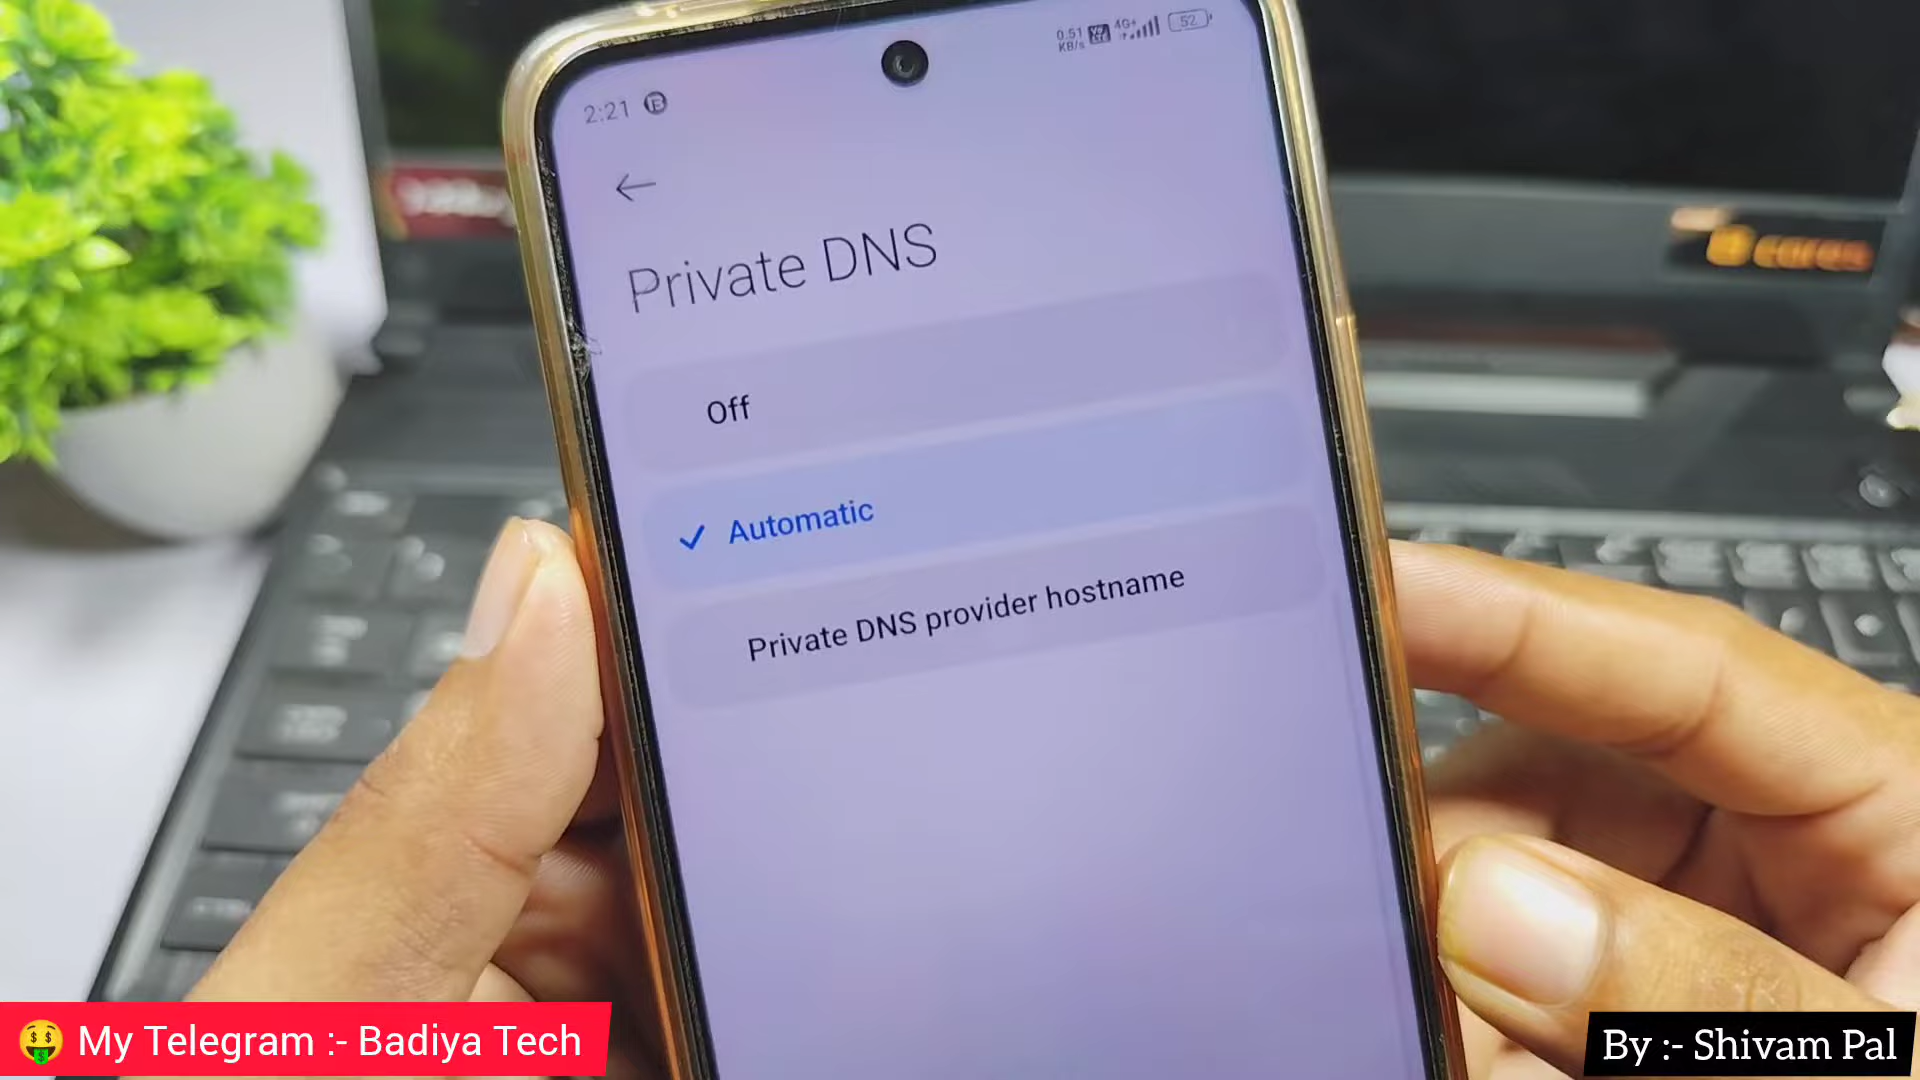 2:21
0.51
KB/s
4G+
52
Private DNS
Off
Automatic
Private DNS provider hostname
cares
My Telegram :- Badiya Tech
By :- Shivam Pal